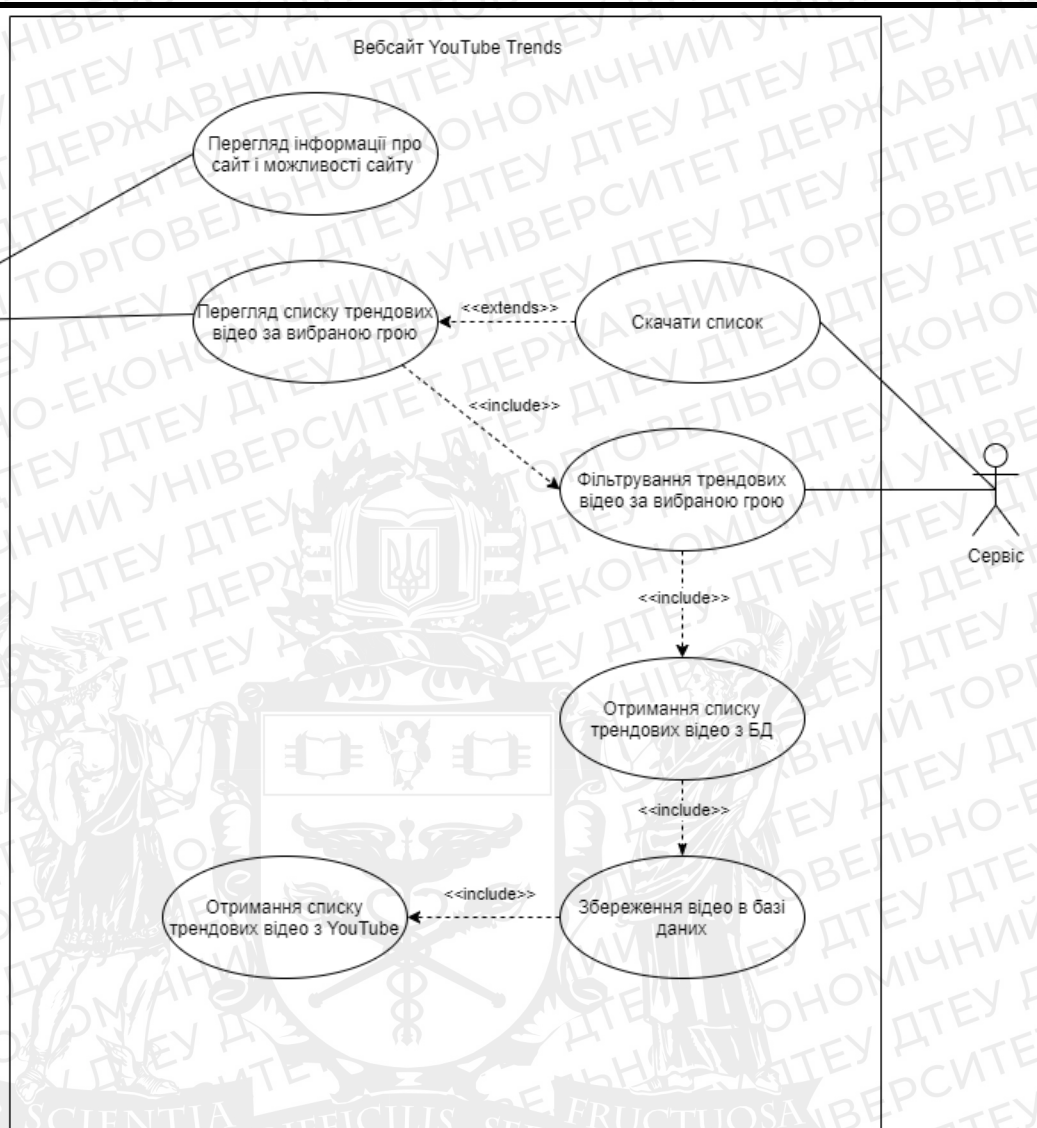 Вебсайт YouTube Trends
Перегляд інформації про
сайт і можливості сайту
Перегляд списку трендових
відео за вибраною грою
<<extends>>
Скачати список
<<include>>
Фільтрування трендових
відео за вибраною грою
Сервіс
<<include>>
Отримання списку
трендових відео з БД
<<include>>
Отримання списку
трендових відео з YouTube
<<include>>
Збереження відео в базі
даних
SCIENTIA DIFFICILIS SED FRUCTUOSA